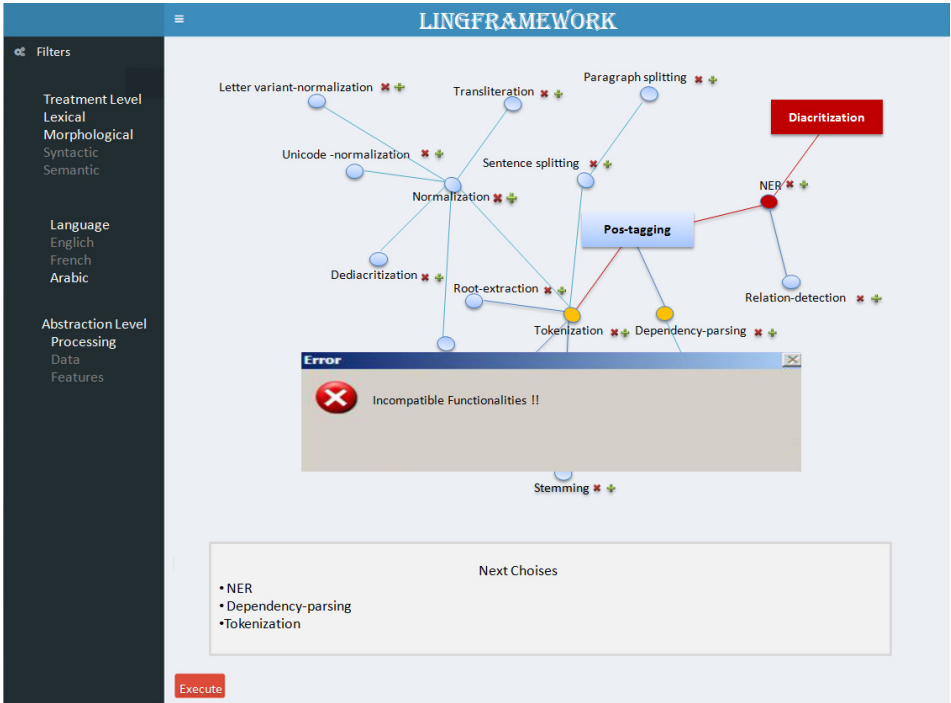 LINGFRAMEWORK
Filters
Treatment Level
Lexical
Morphological
Syntactic
Semantic
Language
Englich
French
Arabic
Abstraction Level
Processing
Data
Features
Letter variant-normalization
Transliteration
Paragraph splitting
Diacritization
Unicode -normalization
Sentence splitting
NER
Normalization
Pos-tagging
Dediacritization
Root-extraction
Relation-detection
Tokenization
Dependency-parsing
Error
Incompatible Functionalities !!
Stemming
Next Choises
• NER
• Dependency-parsing
•Tokenization
Execute